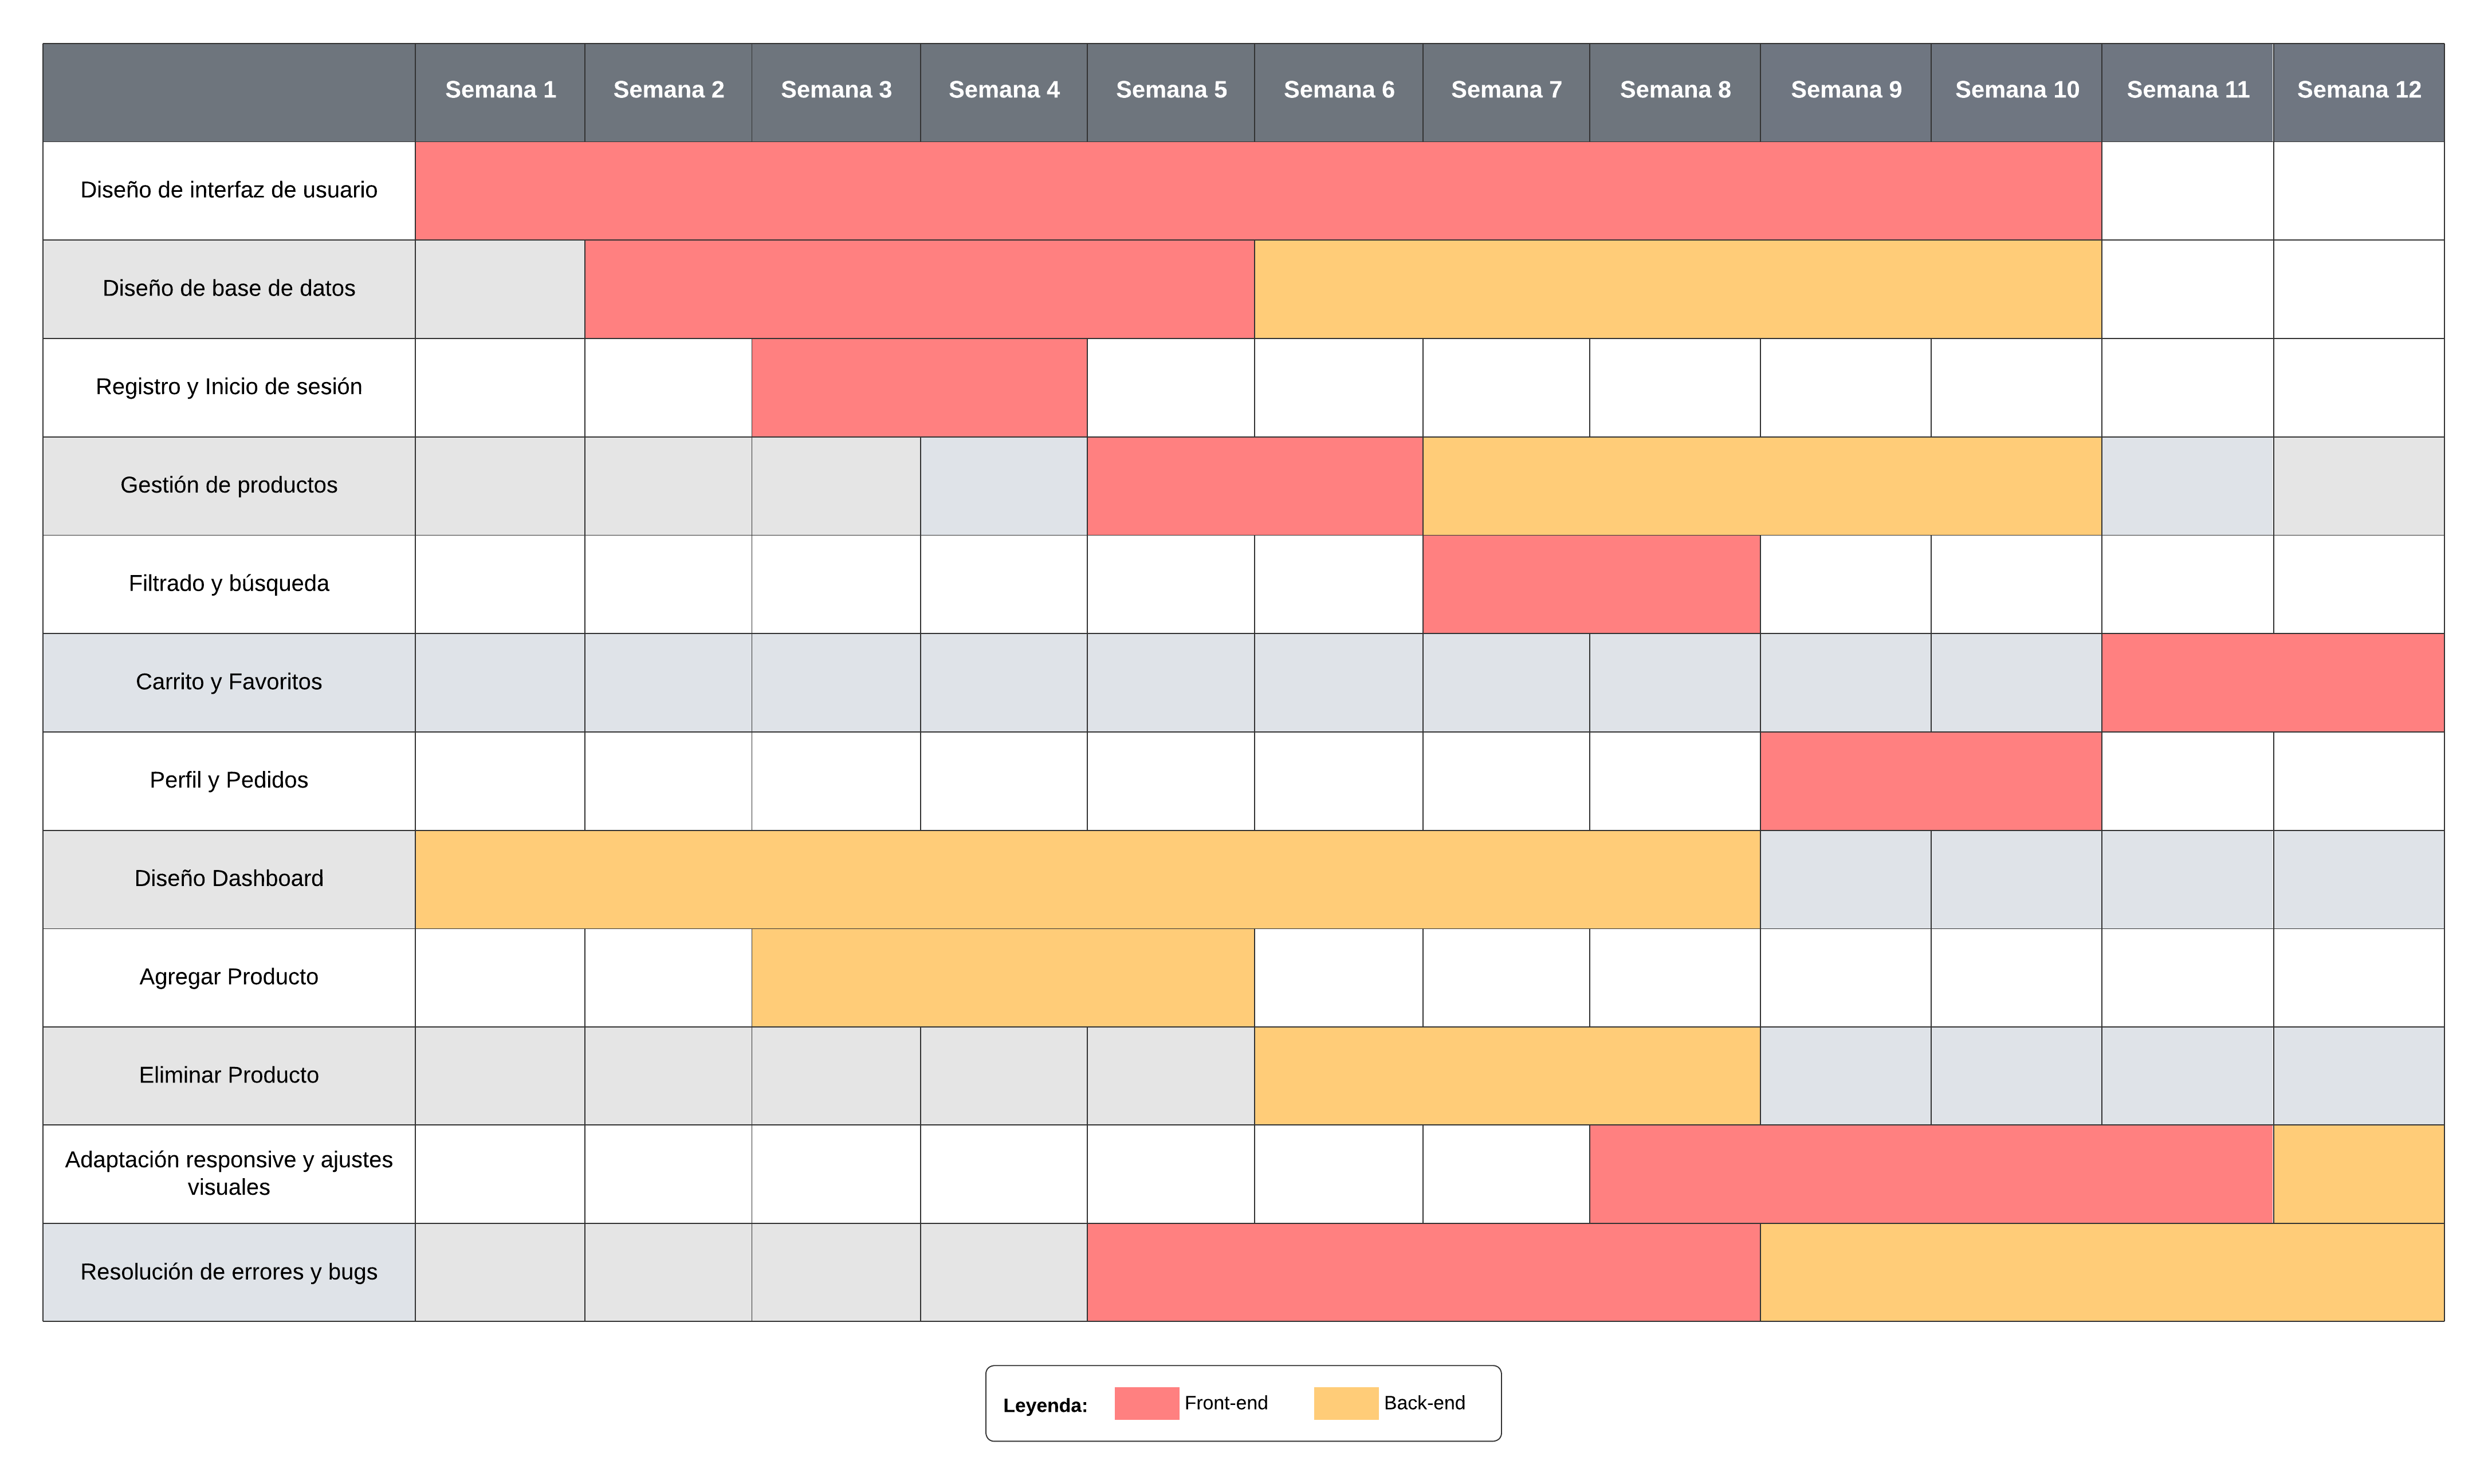 Semana 1
Semana 2
Semana 3
Semana 4
Semana 5
Semana 6
Semana 7
Semana 8
Semana 9
Semana 10
Semana 11
Semana 12
Diseño de interfaz de usuario
Diseño de base de datos
Registro y Inicio de sesión
Gestión de productos
Filtrado y búsqueda
Carrito y Favoritos
Perfil y Pedidos
Diseño Dashboard
Agregar Producto
Eliminar Producto
Adaptación responsive y ajustes
visuales
Resolución de errores y bugs
Leyenda:
Front-end
Back-end